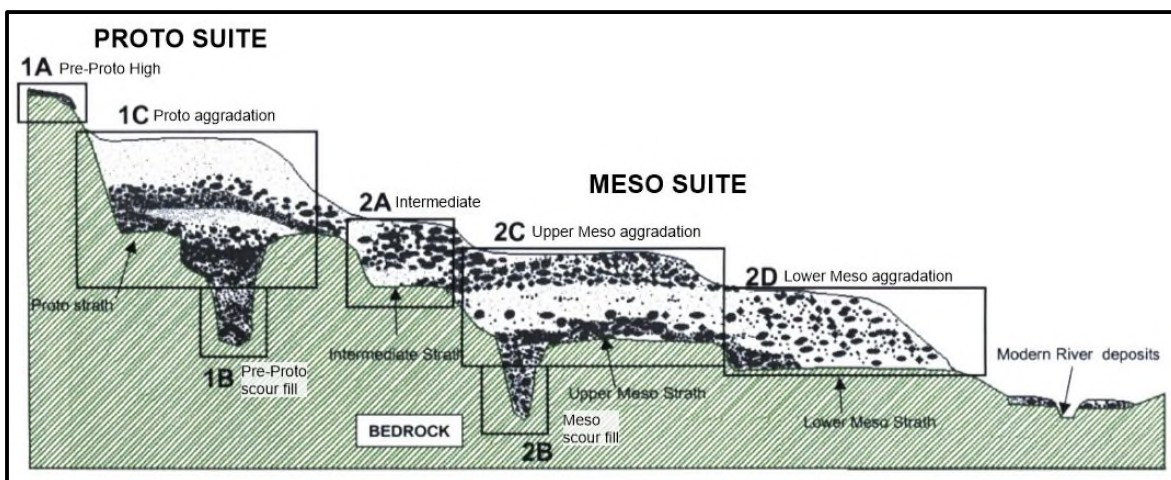 PROTO SUITE
1A Pre-Proto High
1C Proto aggradation
MESO SUITE
2A Intermediate
2C Upper Meso aggradation
2D Lower Meso aggradation
Proto strath
Intermediate Strath
Modern River deposits
1B Pre-Proto
scour fill
Upper Meso Strath
Lower Meso Strath
BEDROCK
Meso
scour fill
2B